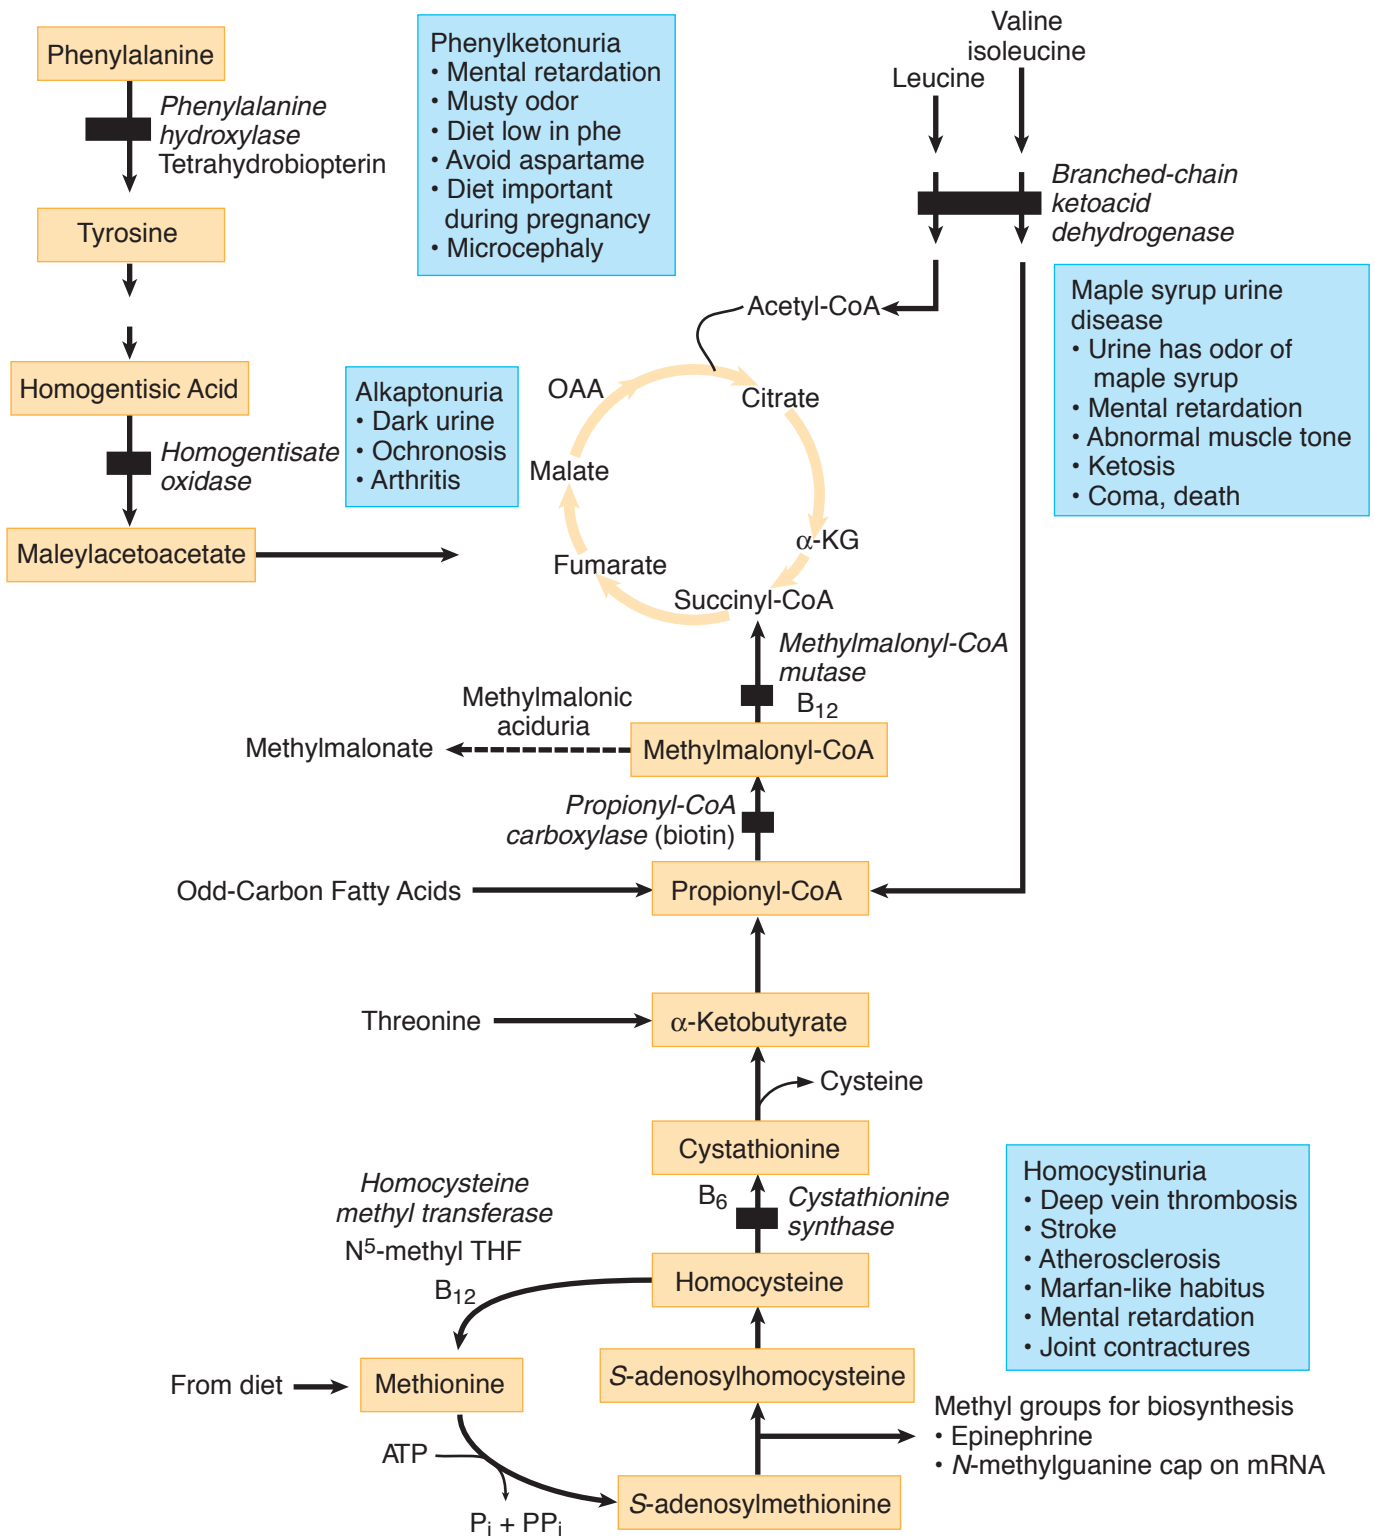 Phenylalanine
Phenylalanine
hydroxylase
Tetrahydrobiopterin
Tyrosine
Homogentisic Acid
Homogentisate
oxidase
Maleylacetoacetate
Phenylketonuria
• Mental retardation
• Musty odor
• Diet low in phe
• Avoid aspartame
• Diet important
during pregnancy
• Microcephaly
Alkaptonuria
• Dark urine
• Ochronosis
• Arthritis
Valine
isoleucine
Leucine
Branched-chain
ketoacid
dehydrogenase
Maple syrup urine
disease
• Urine has odor of
maple syrup
• Mental retardation
• Abnormal muscle tone
• Ketosis
• Coma, death
Acetyl-CoA
OAA
Citrate
Malate
α-KG
Fumarate
Succinyl-CoA
Methylmalonyl-CoA
mutase
B12
Methylmalonic
aciduria
Methylmalonate
Methylmalonyl-CoA
Propionyl-CoA
carboxylase (biotin)
Odd-Carbon Fatty Acids
Propionyl-CoA
Threonine
α-Ketobutyrate
Cysteine
Cystathionine
B6
Cystathionine
synthase
Homocysteine
methyl transferase
N5-methyl THF
B12
Homocysteine
Homocystinuria
• Deep vein thrombosis
• Stroke
• Atherosclerosis
• Marfan-like habitus
• Mental retardation
• Joint contractures
From diet
Methionine
S-adenosylhomocysteine
Methyl groups for biosynthesis
• Epinephrine
• N-methylguanine cap on mRNA
ATP
S-adenosylmethionine
Pi + PPi